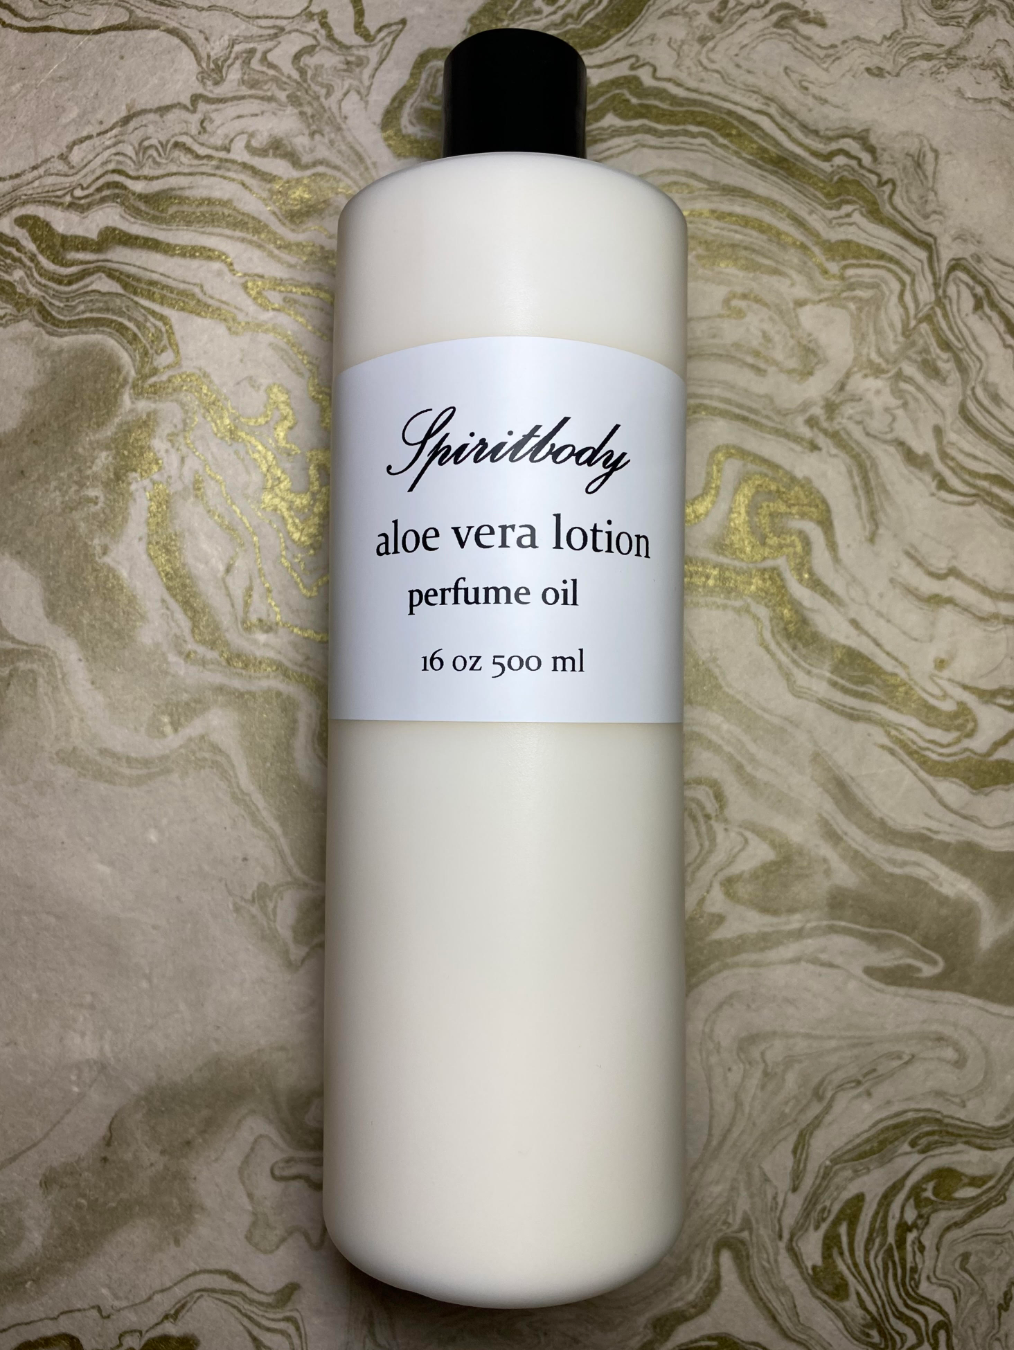 Spiritbody
aloe vera lotion
perfume oil
16 oz 500 ml